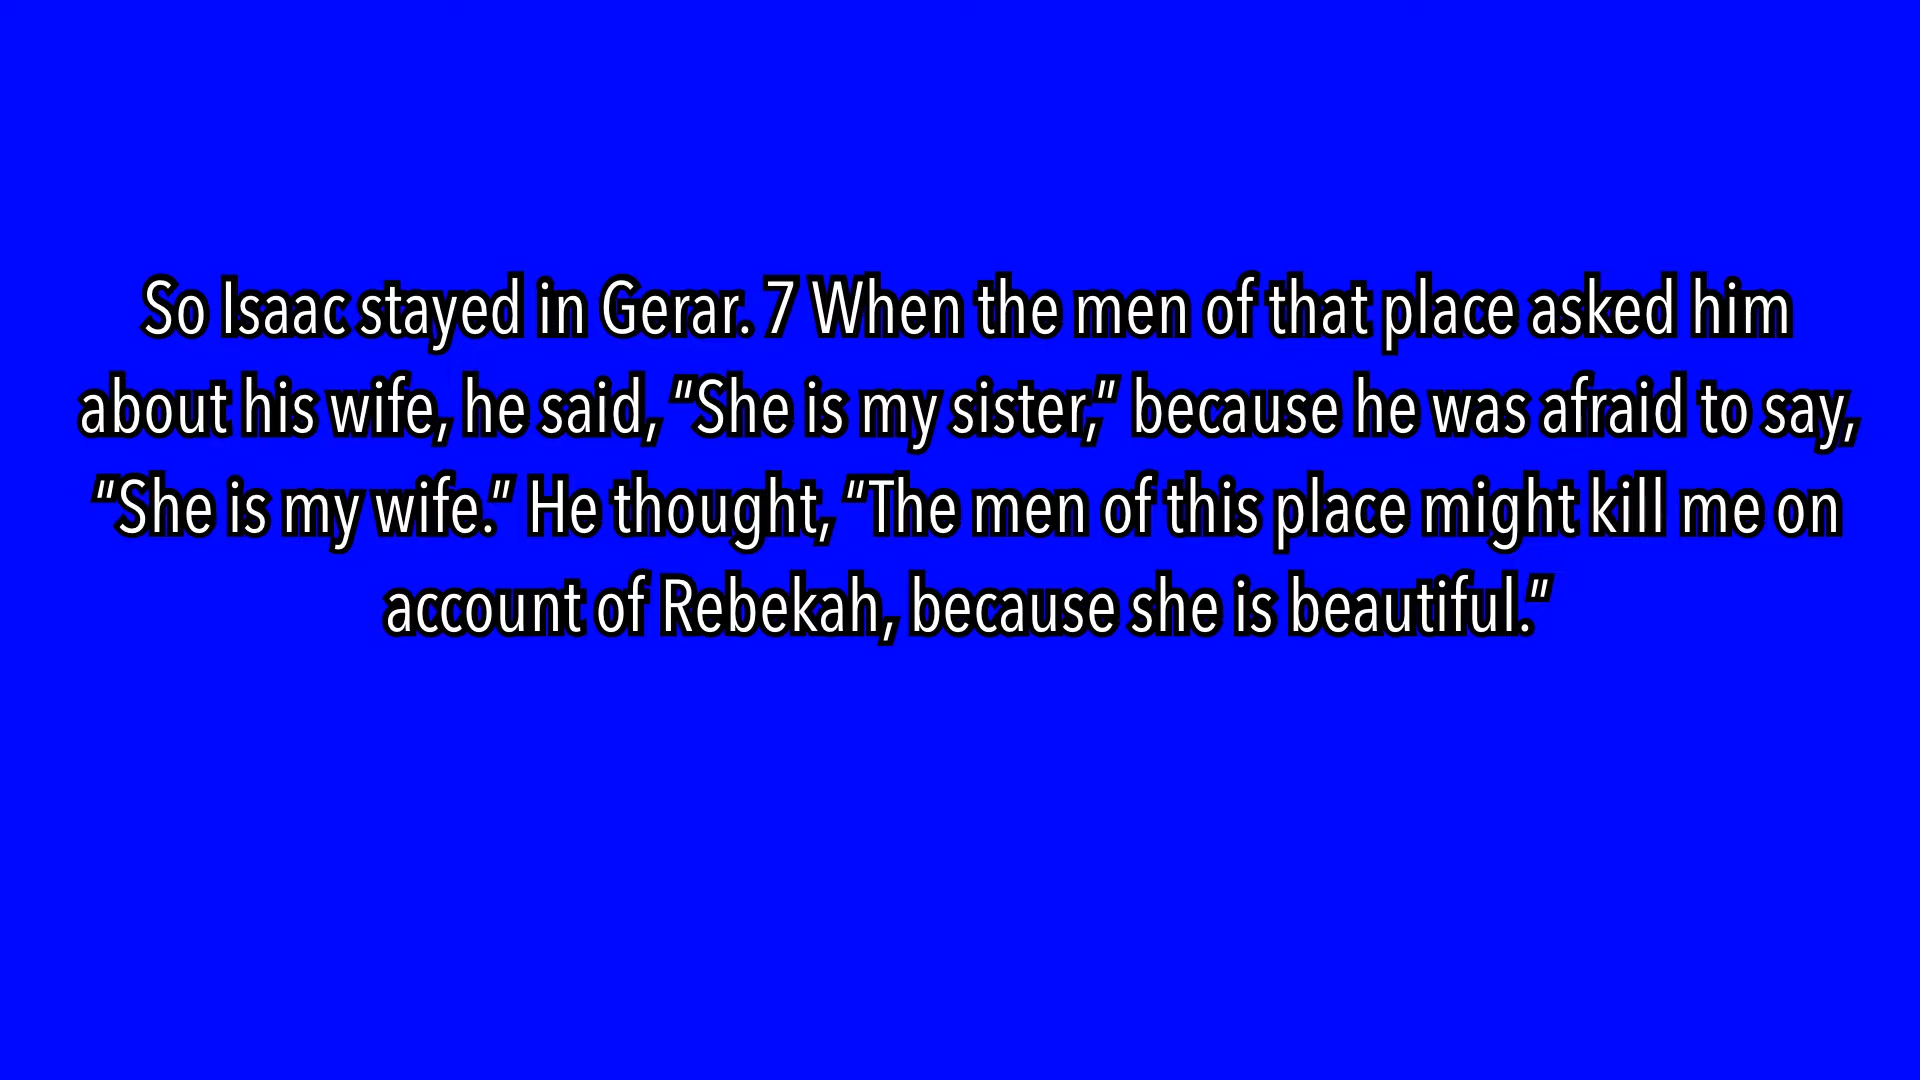 So Isaac stayed in Gerar. 7 When the men of that place asked him
about his wife, he said, “She is my sister,” because he was afraid to say,
“She is my wife.” He thought, “The men of this place might kill me on
account of Rebekah, because she is beautiful.”